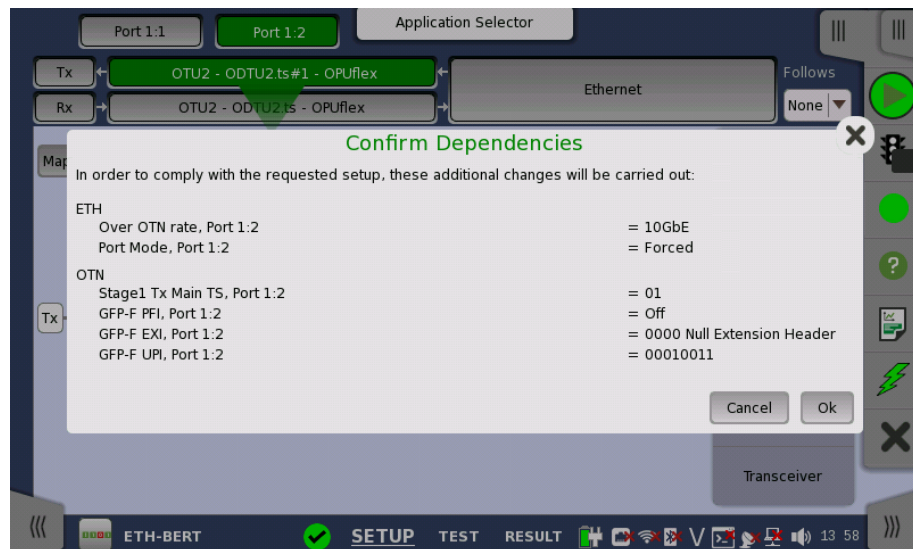 Port 1:1
Port 1:2
Application Selector
Tx
OTU2 - ODTU2.ts#1 - OPUflex
Ethernet
Follows
Rx
OTU2 - ODTU2.ts - OPUflex
None
Map
Confirm Dependencies
In order to comply with the requested setup, these additional changes will be carried out:
ETH
Over OTN rate, Port 1:2 = 10GbE
Port Mode, Port 1:2 = Forced
OTN
Stage1 Tx Main TS, Port 1:2 = 01
GFP-F PFI, Port 1:2 = Off
GFP-F EXI, Port 1:2 = 0000 Null Extension Header
GFP-F UPI, Port 1:2 = 00010011
Tx
Cancel Ok
Transceiver
ETH-BERT SETUP TEST RESULT 13 58